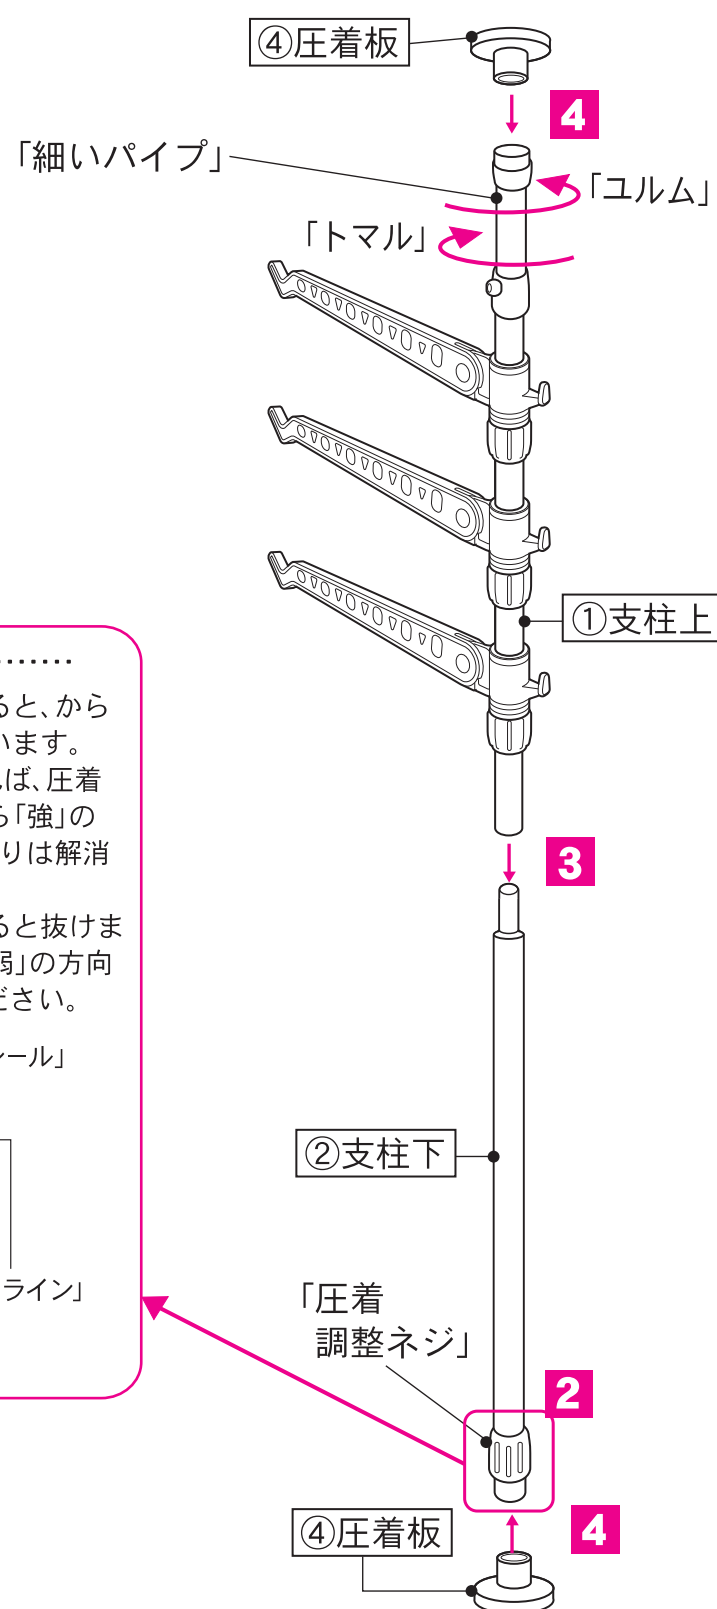 ④圧着板
4
「細いパイプ」
「ユルム」
「トマル」
①支柱上
ると、から
います。
ば、圧着
ら「強」の
りは解消
ると抜けま
弱」の方向
ださい。
ール」
ライン」
3
②支柱下
「圧着
調整ネジ」
2
④圧着板
4